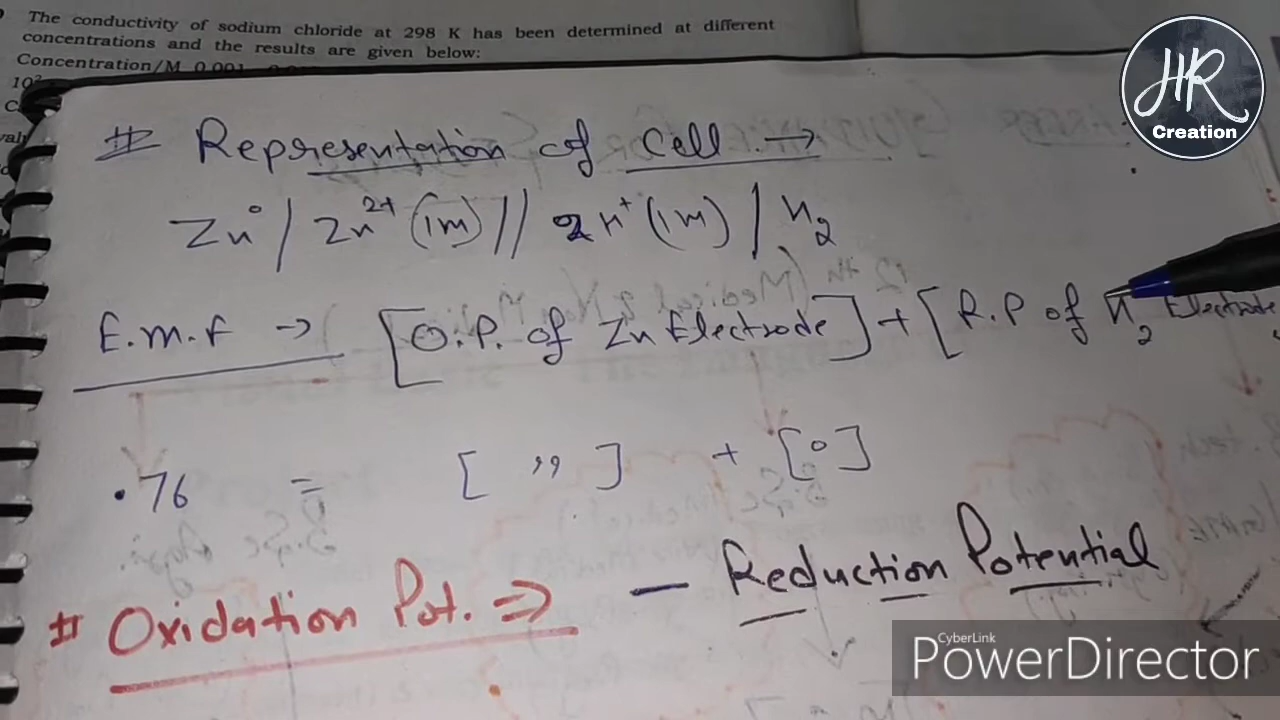 The conductivity of sodium chloride at 298 K has been determined at different
concentrations and the results are given below:
Concentration/M 0.001
HR
Creation
# Representation of Cell →
Zn° / Zn²⁺ (1M) // 2H⁺ (1M) / H₂
E.m.F → [O.P. of Zn Electrode] + [R.P of H₂ Electrode
.76 = [ ,, ] + [0]
# Oxidation Pot. ⇒ — Reduction Potential
CyberLink
PowerDirector